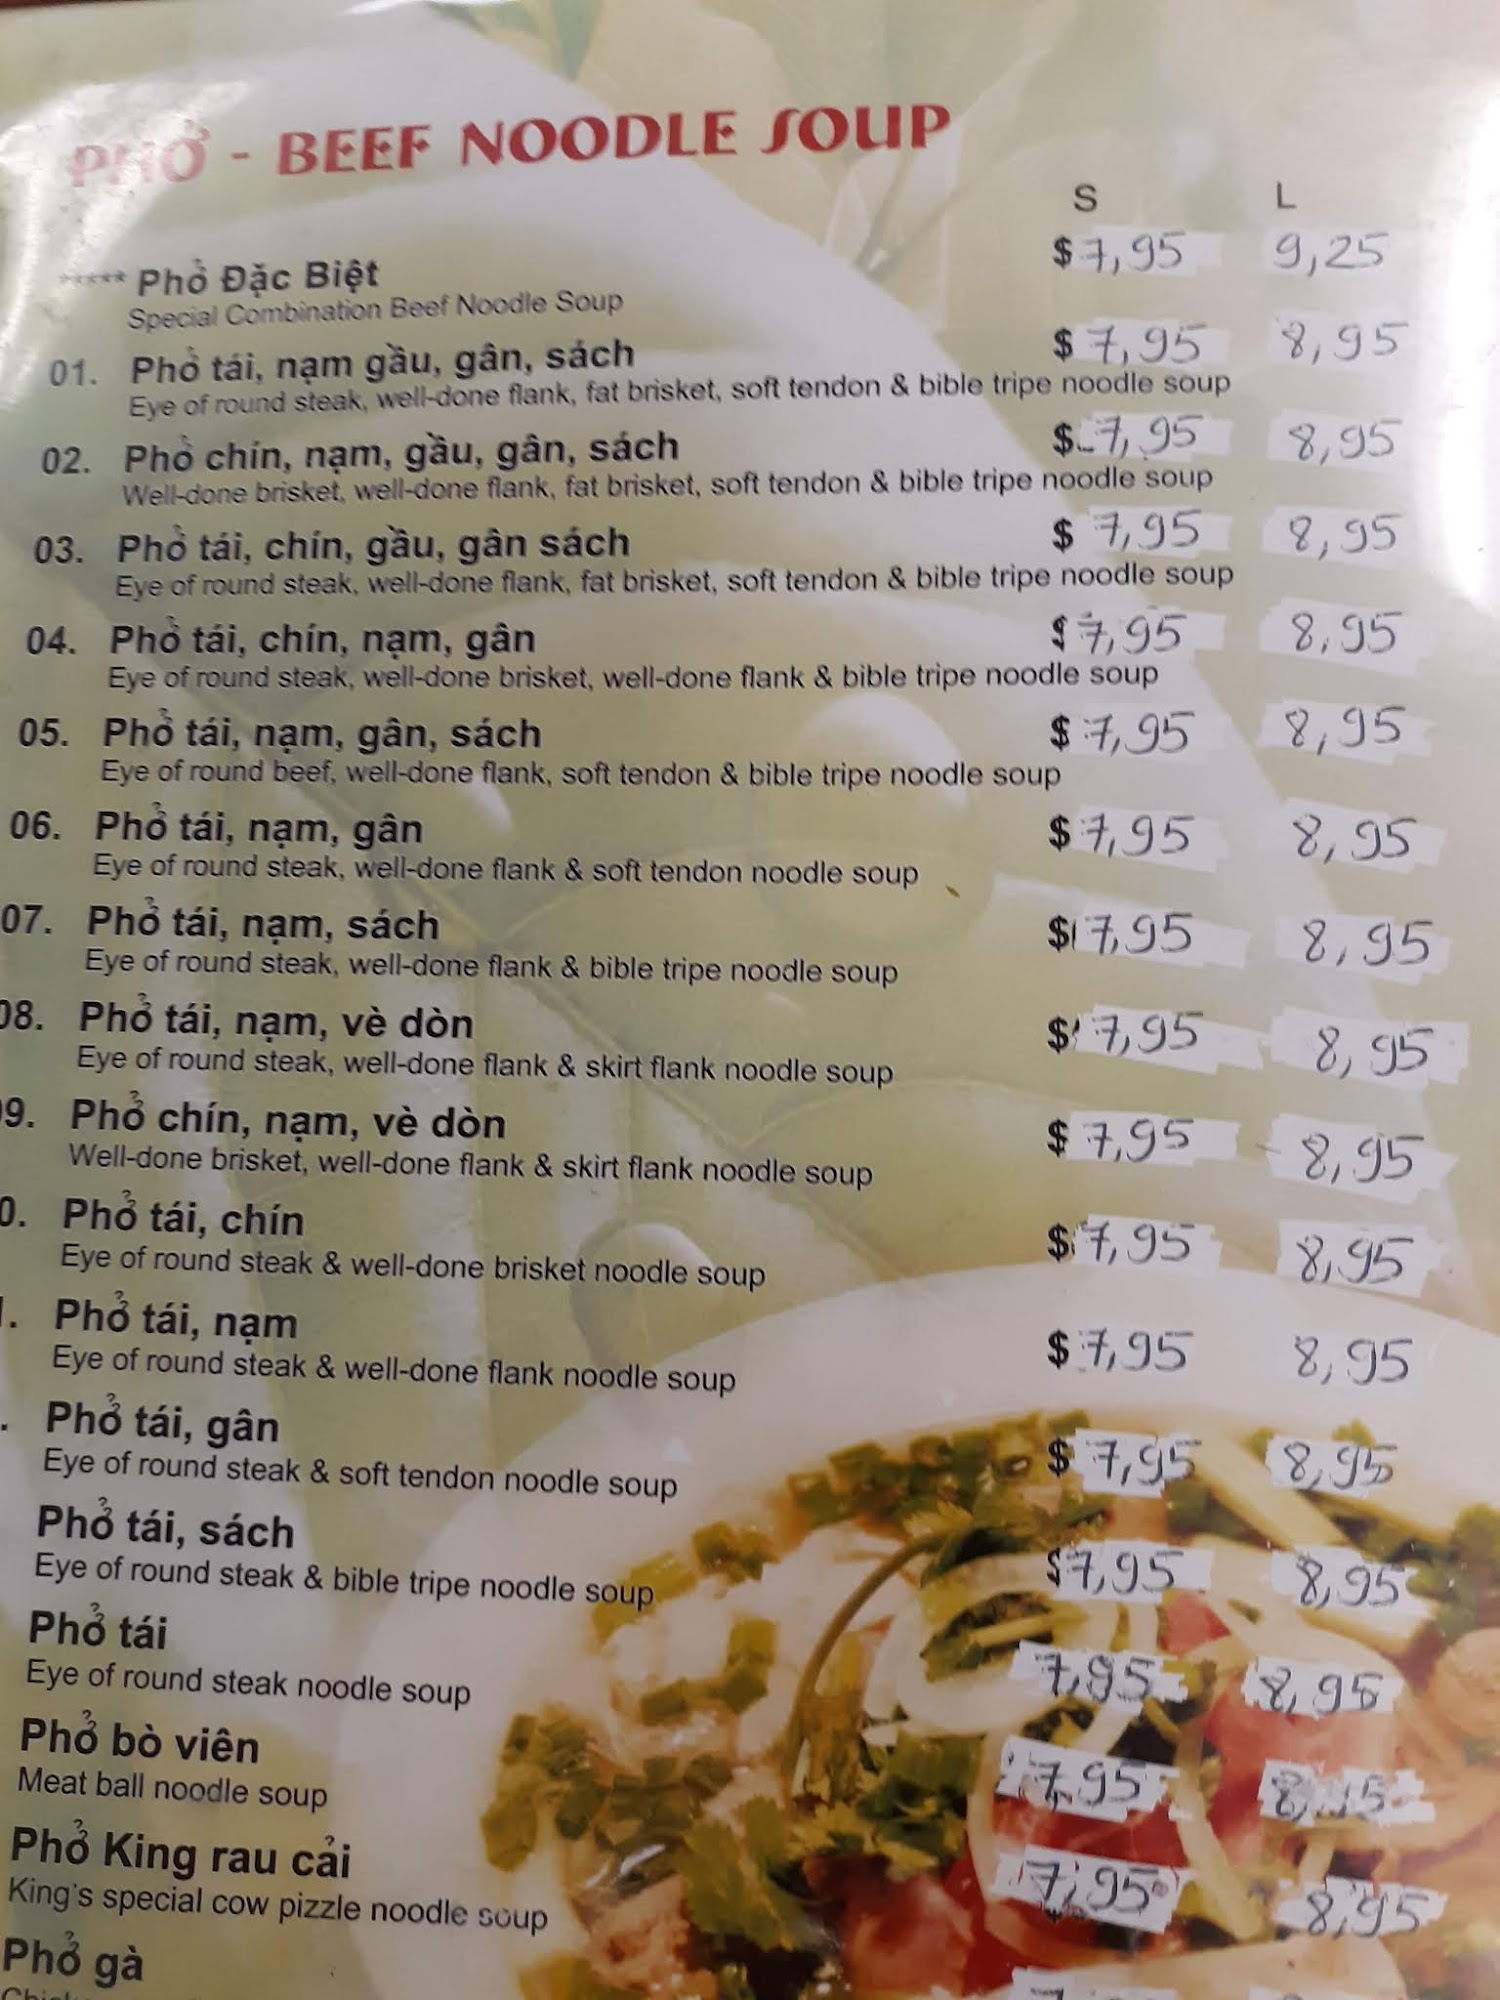 PHỞ - BEEF NOODLE SOUP
S L
***** Phở Đặc Biệt $7,95 9,25
Special Combination Beef Noodle Soup
01. Phở tái, nạm gầu, gân, sách $7,95 8,95
Eye of round steak, well-done flank, fat brisket, soft tendon & bible tripe noodle soup
02. Phở chín, nạm, gầu, gân, sách $7,95 8,95
Well-done brisket, well-done flank, fat brisket, soft tendon & bible tripe noodle soup
03. Phở tái, chín, gầu, gân sách $7,95 8,95
Eye of round steak, well-done flank, fat brisket, soft tendon & bible tripe noodle soup
04. Phở tái, chín, nạm, gân $7,95 8,95
Eye of round steak, well-done brisket, well-done flank & bible tripe noodle soup
05. Phở tái, nạm, gân, sách $7,95 8,95
Eye of round beef, well-done flank, soft tendon & bible tripe noodle soup
06. Phở tái, nạm, gân $7,95 8,95
Eye of round steak, well-done flank & soft tendon noodle soup
07. Phở tái, nạm, sách $7,95 8,95
Eye of round steak, well-done flank & bible tripe noodle soup
08. Phở tái, nạm, vè dòn $7,95 8,95
Eye of round steak, well-done flank & skirt flank noodle soup
9. Phở chín, nạm, vè dòn $7,95 8,95
Well-done brisket, well-done flank & skirt flank noodle soup
0. Phở tái, chín $7,95 8,95
Eye of round steak & well-done brisket noodle soup
. Phở tái, nạm $7,95 8,95
Eye of round steak & well-done flank noodle soup
. Phở tái, gân $7,95 8,95
Eye of round steak & soft tendon noodle soup
Phở tái, sách $7,95 8,95
Eye of round steak & bible tripe noodle soup
Phở tái 7,95 8,95
Eye of round steak noodle soup
Phở bò viên 7,95
Meat ball noodle soup
Phở King rau cải 7,95 8,95
King's special cow pizzle noodle soup
Phở gà